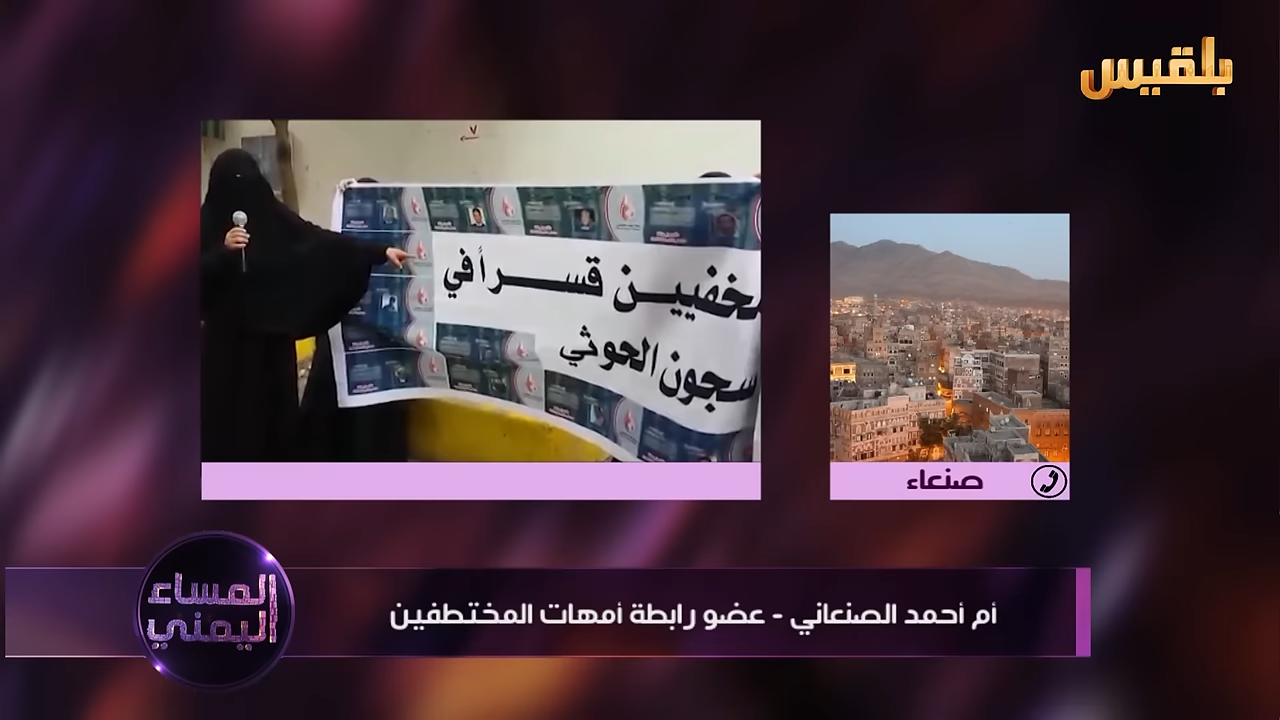 بلقيس
مخفيين قسراً في
سجون الحوثي
صنعاء
المساء
اليمني
أم أحمد الصنعاني - عضو رابطة أمهات المختطفين